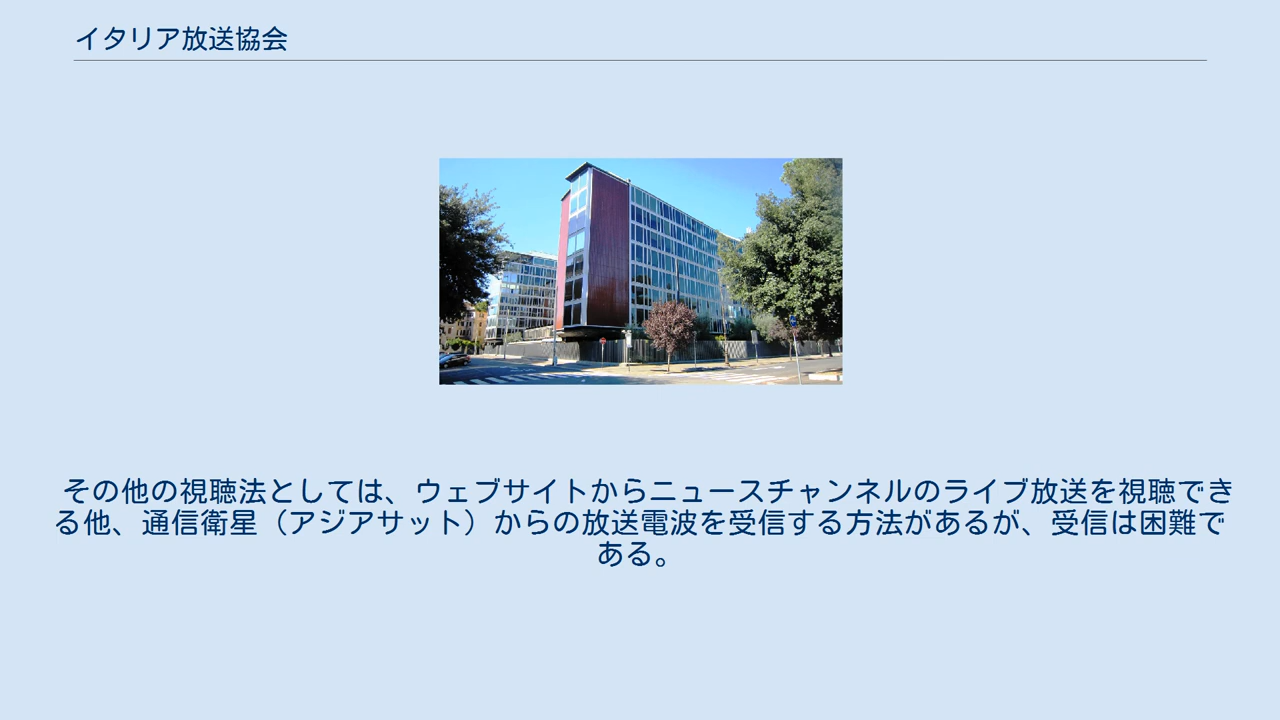 イタリア放送協会
その他の視聴法としては、ウェブサイトからニュースチャンネルのライブ放送を視聴でき
る他、通信衛星（アジアサット）からの放送電波を受信する方法があるが、受信は困難で
ある。